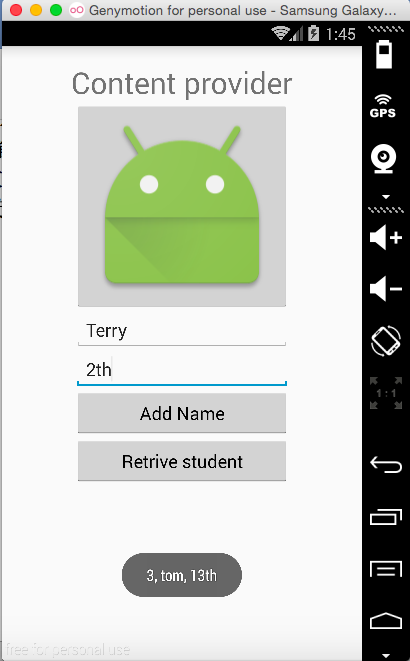 Genymotion for personal use - Samsung Galaxy...
1:45
GPS
Content provider
Terry
2th
1:1
Add Name
Retrive student
3, tom, 13th
free for personal use